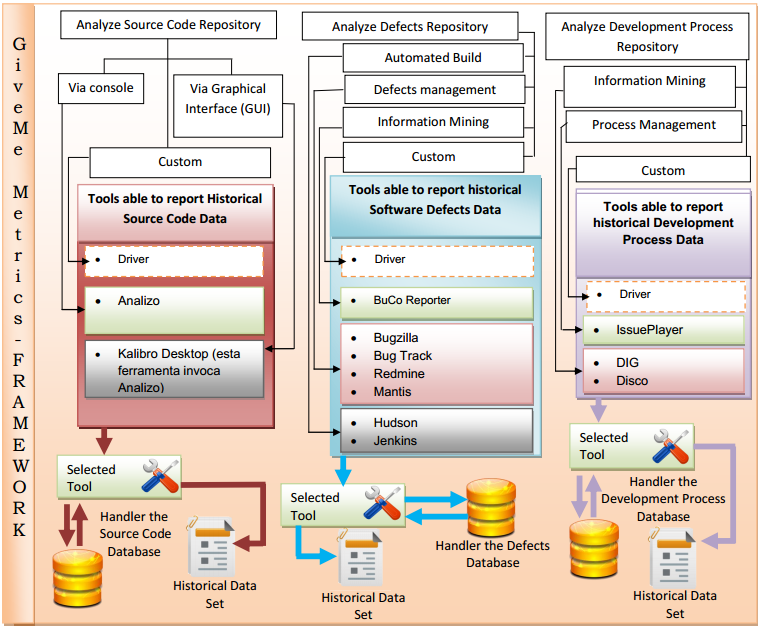 GiveMe Metrics-FRAMEWORK
Analyze Source Code Repository
Via console
Via Graphical
Interface (GUI)
Custom
Tools able to report Historical
Source Code Data
• Driver
• Analizo
• Kalibro Desktop (esta
ferramenta invoca
Analizo)
Selected
Tool
Handler the
Source Code
Database
Historical Data
Set
Analyze Defects Repository
Automated Build
Defects management
Information Mining
Custom
Tools able to report historical
Software Defects Data
• Driver
• BuCo Reporter
• Bugzilla
• Bug Track
• Redmine
• Mantis
• Hudson
• Jenkins
Selected
Tool
Handler the Defects
Database
Historical Data
Set
Analyze Development Process
Repository
Information Mining
Process Management
Custom
Tools able to report
historical Development
Process Data
• Driver
• IssuePlayer
• DIG
• Disco
Selected
Tool
Handler the
Development Process
Database
Historical Data
Set